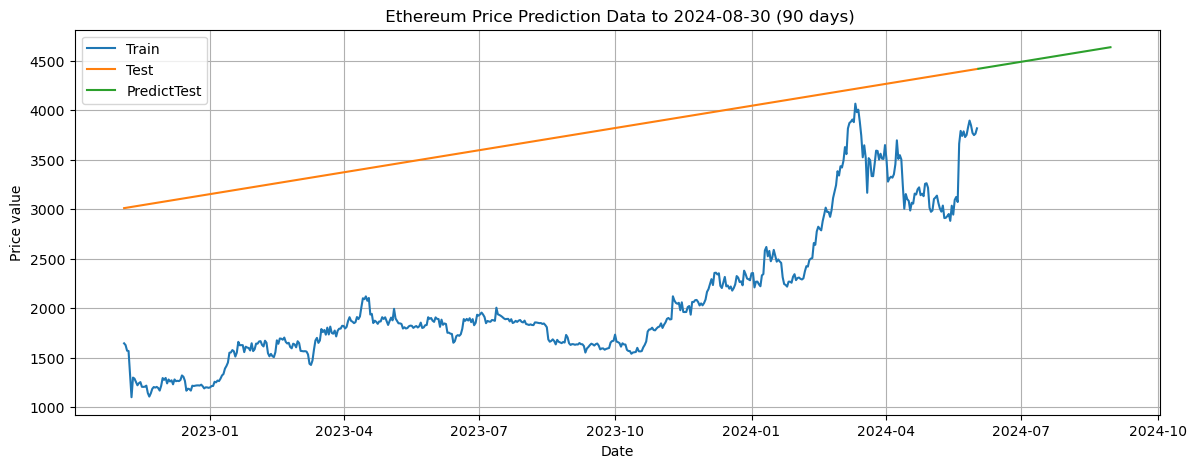 Ethereum Price Prediction Data to 2024-08-30 (90 days)
Train
Test
PredictTest
Price value
4500
4000
3500
3000
2500
2000
1500
1000
2023-01 2023-04 2023-07 2023-10 2024-01 2024-04 2024-07 2024-10
Date